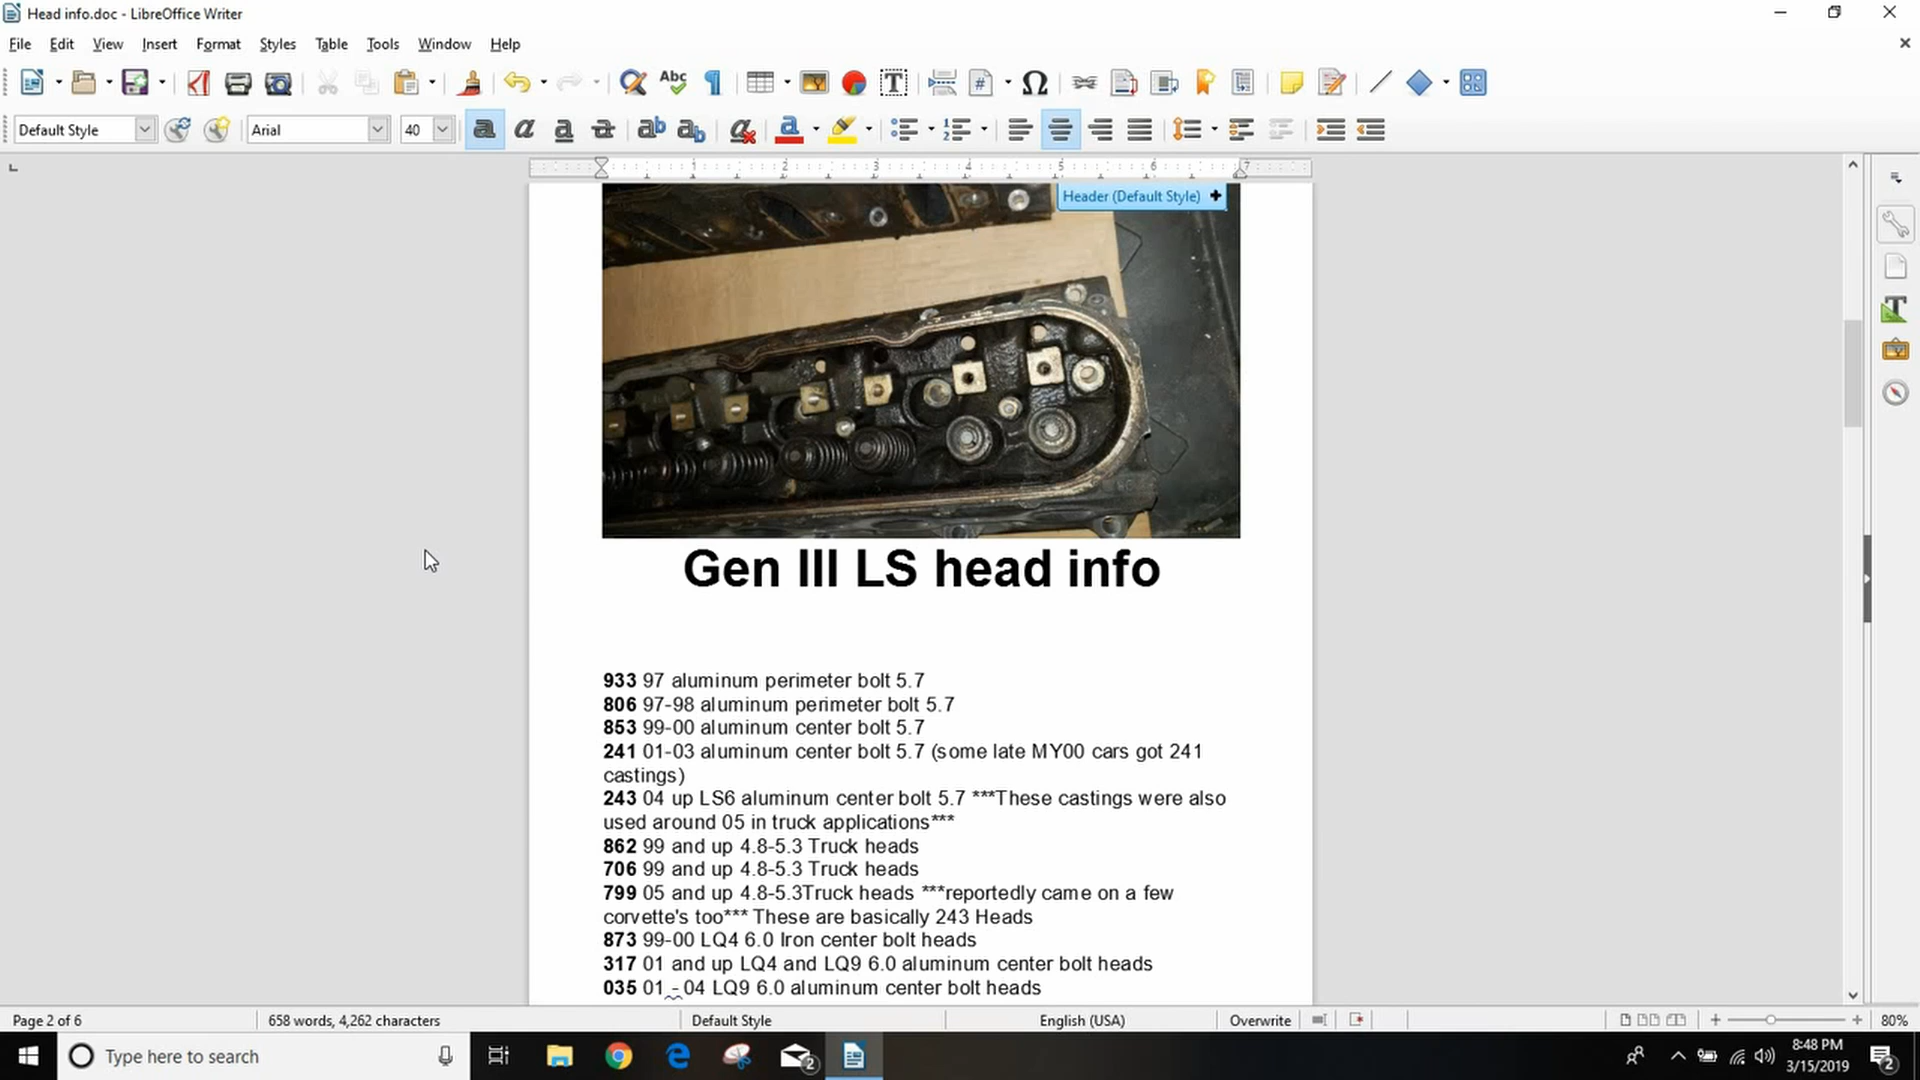 Head info.doc - LibreOffice Writer
File Edit View Insert Format Styles Table Tools Window Help
Default Style Arial 40
1 2 3 4 5 6 7
Header (Default Style)
Gen III LS head info
933 97 aluminum perimeter bolt 5.7
806 97-98 aluminum perimeter bolt 5.7
853 99-00 aluminum center bolt 5.7
241 01-03 aluminum center bolt 5.7 (some late MY00 cars got 241
castings)
243 04 up LS6 aluminum center bolt 5.7 ***These castings were also
used around 05 in truck applications***
862 99 and up 4.8-5.3 Truck heads
706 99 and up 4.8-5.3 Truck heads
799 05 and up 4.8-5.3Truck heads ***reportedly came on a few
corvette's too*** These are basically 243 Heads
873 99-00 LQ4 6.0 Iron center bolt heads
317 01 and up LQ4 and LQ9 6.0 aluminum center bolt heads
035 01 - 04 LQ9 6.0 aluminum center bolt heads
Page 2 of 6 658 words, 4,262 characters Default Style English (USA) Overwrite 80%
Type here to search 2 8:48 PM 2
3/15/2019